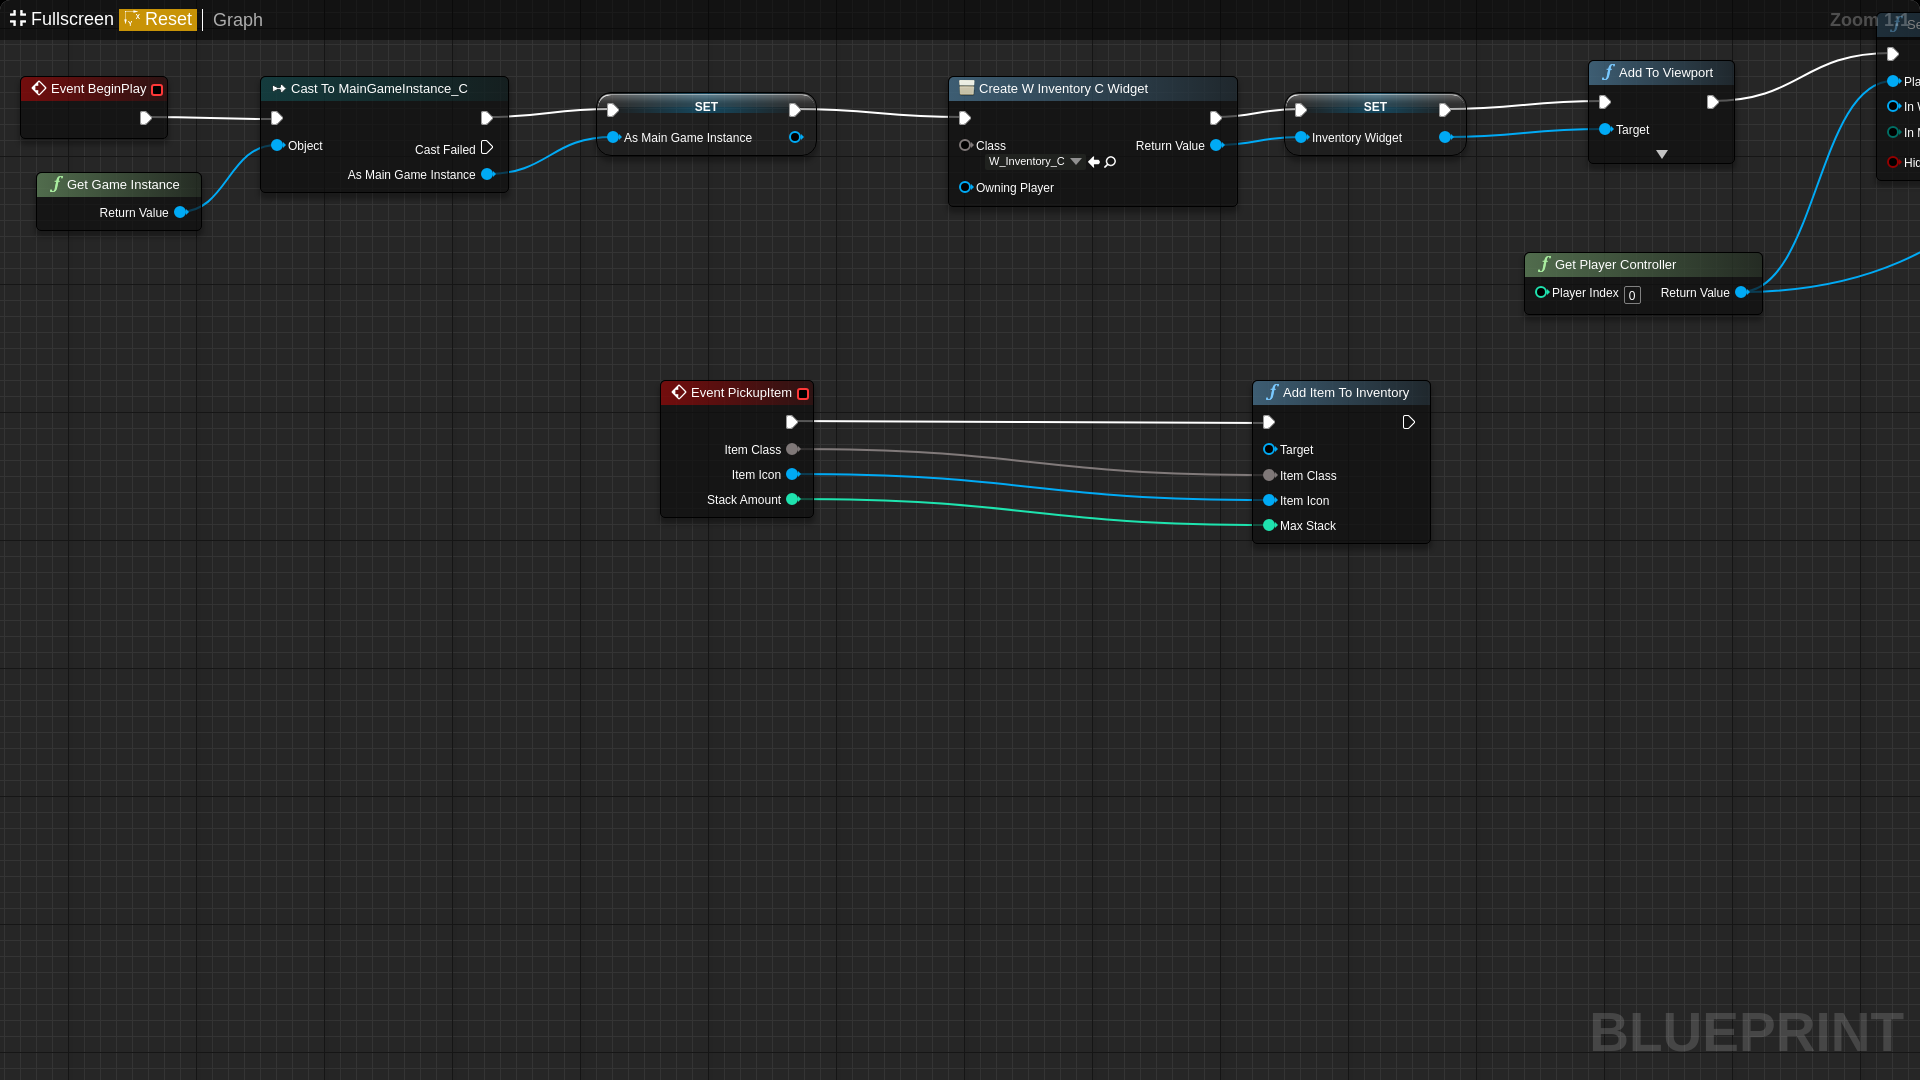 Fullscreen Reset Graph
Zoom 1:1
Event BeginPlay
Cast To MainGameInstance_C
Object
Cast Failed
As Main Game Instance
Get Game Instance
Return Value
SET
As Main Game Instance
Create W Inventory C Widget
Class
W_Inventory_C
Return Value
Owning Player
SET
Inventory Widget
Add To Viewport
Target
Se
Pla
In W
In M
Hid
Get Player Controller
Player Index 0 Return Value
Event PickupItem
Item Class
Item Icon
Stack Amount
Add Item To Inventory
Target
Item Class
Item Icon
Max Stack
BLUEPRINT